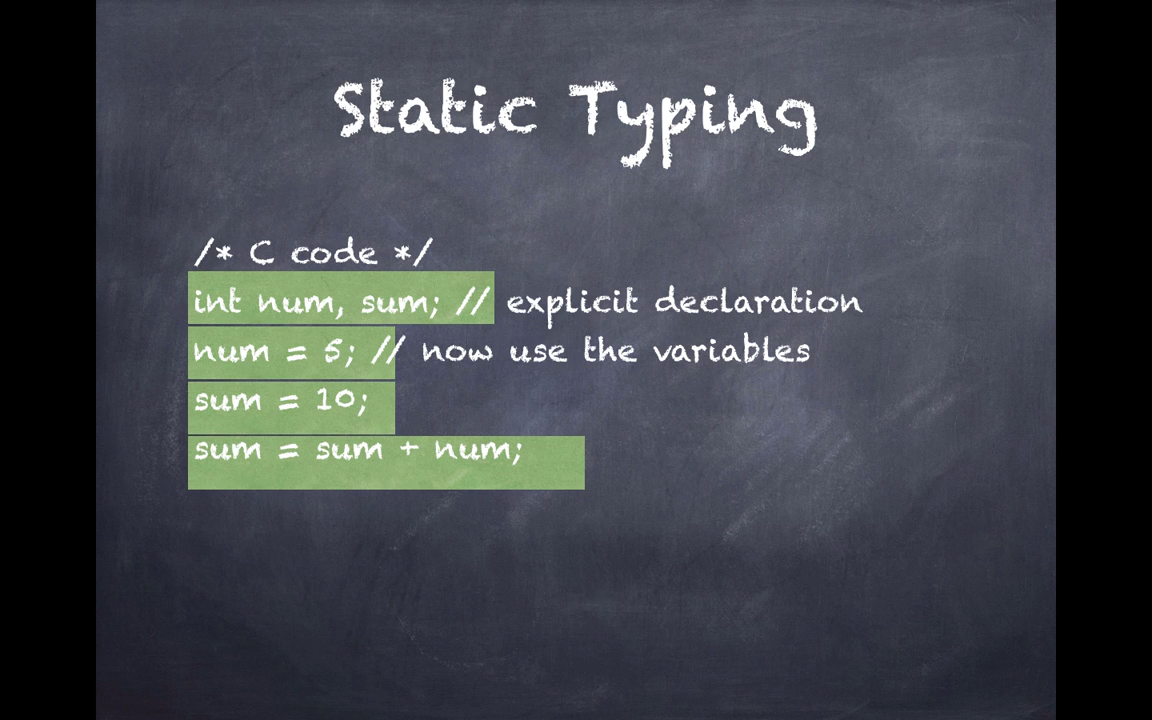 Static Typing
/* C code */
int num, sum; // explicit declaration
num = 5; // now use the variables
sum = 10;
sum = sum + num;